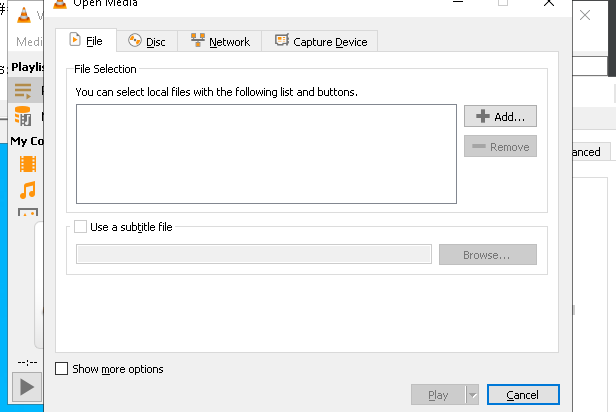 Open Media
Medi
File
Disc
Network
Capture Device
Playlis
File Selection
You can select local files with the following list and buttons.
Add...
Remove
My Co
anced
Use a subtitle file
Browse...
--:--
Show more options
Play
Cancel